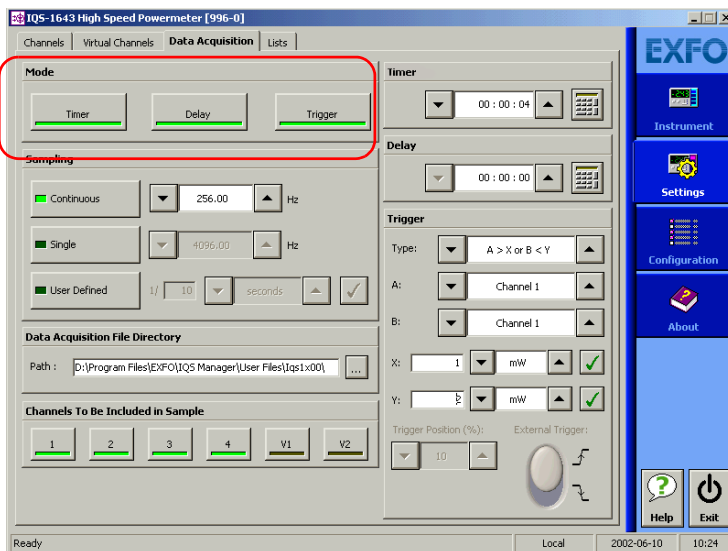 IQS-1643 High Speed Powermeter [996-0]
Channels Virtual Channels Data Acquisition Lists
Mode
Timer Delay Trigger
Sampling
Continuous 256.00 Hz
Single 4096.00 Hz
User Defined 1/ 10 seconds
Data Acquisition File Directory
Path : D:\Program Files\EXFO\IQS Manager\User Files\Iqs1x00\ ...
Channels To Be Included in Sample
1 2 3 4 V1 V2
Timer
00 : 00 : 04
Delay
00 : 00 : 00
Trigger
Type: A > X or B < Y
A: Channel 1
B: Channel 1
X: 1 mW
Y: 2 mW
Trigger Position (%): External Trigger:
10
EXFO
Instrument
Settings
Configuration
About
Help Exit
Ready Local 2002-06-10 10:24